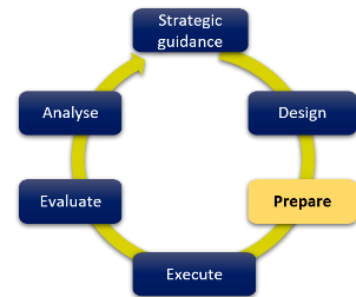 Strategic
guidance
Design
Prepare
Execute
Evaluate
Analyse